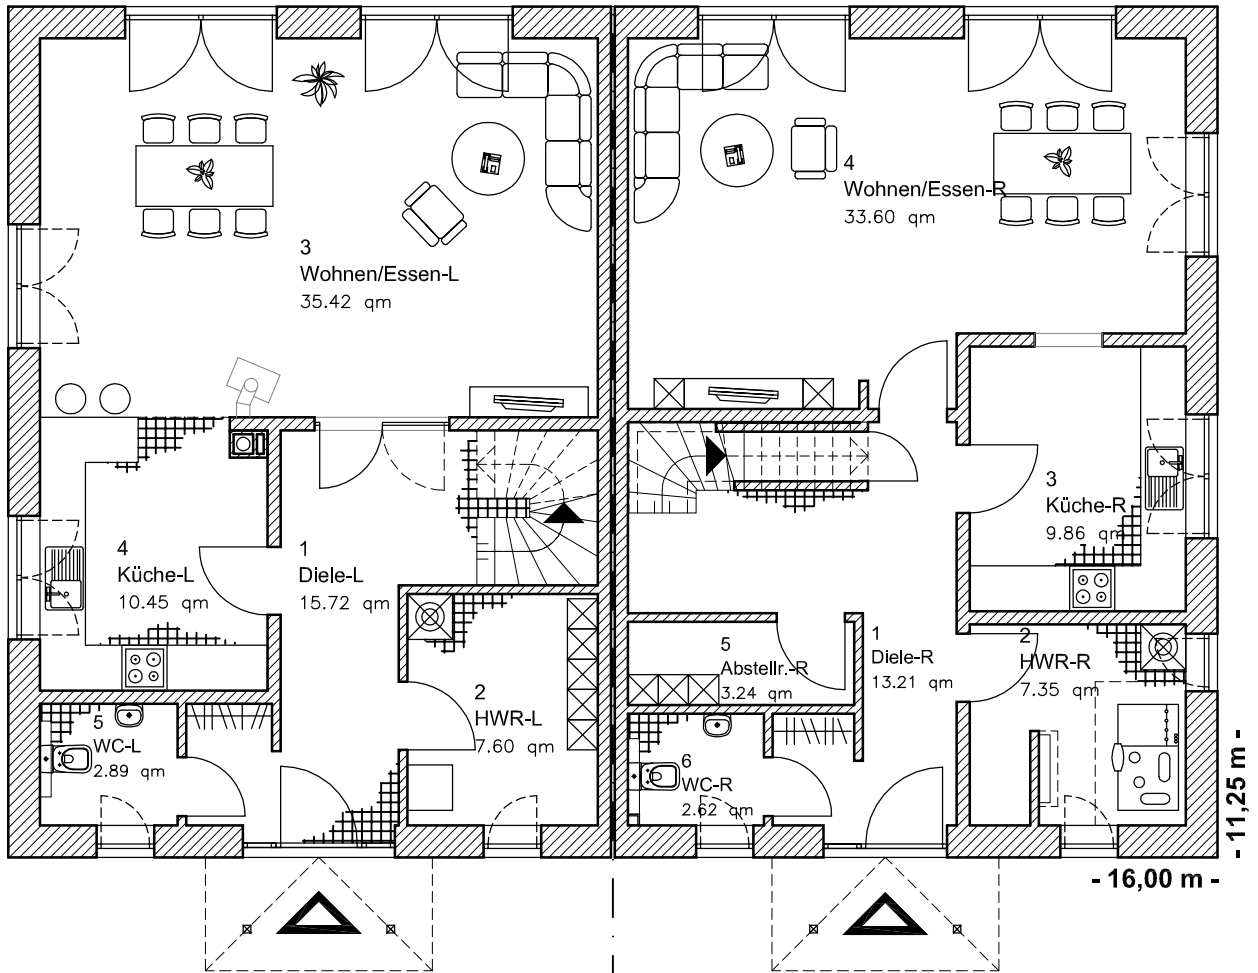 3
Wohnen/Essen-L
35.42 qm
4
Wohnen/Essen-R
33.60 qm
4
Küche-L
10.45 qm
1
Diele-L
15.72 qm
3
Küche-R
9.86 qm
2
HWR-L
7.60 qm
5
WC-L
2.89 qm
5
Abstellr.-R
3.24 qm
1
Diele-R
13.21 qm
2
HWR-R
7.35 qm
6
WC-R
2.62 qm
- 11,25 m -
- 16,00 m -